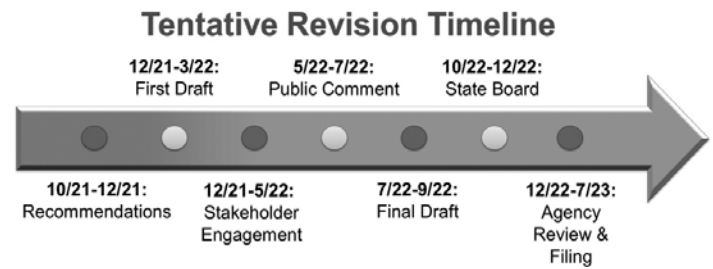 Tentative Revision Timeline
12/21-3/22:
First Draft
5/22-7/22:
Public Comment
10/22-12/22:
State Board
10/21-12/21:
Recommendations
12/21-5/22:
Stakeholder
Engagement
7/22-9/22:
Final Draft
12/22-7/23:
Agency
Review &
Filing